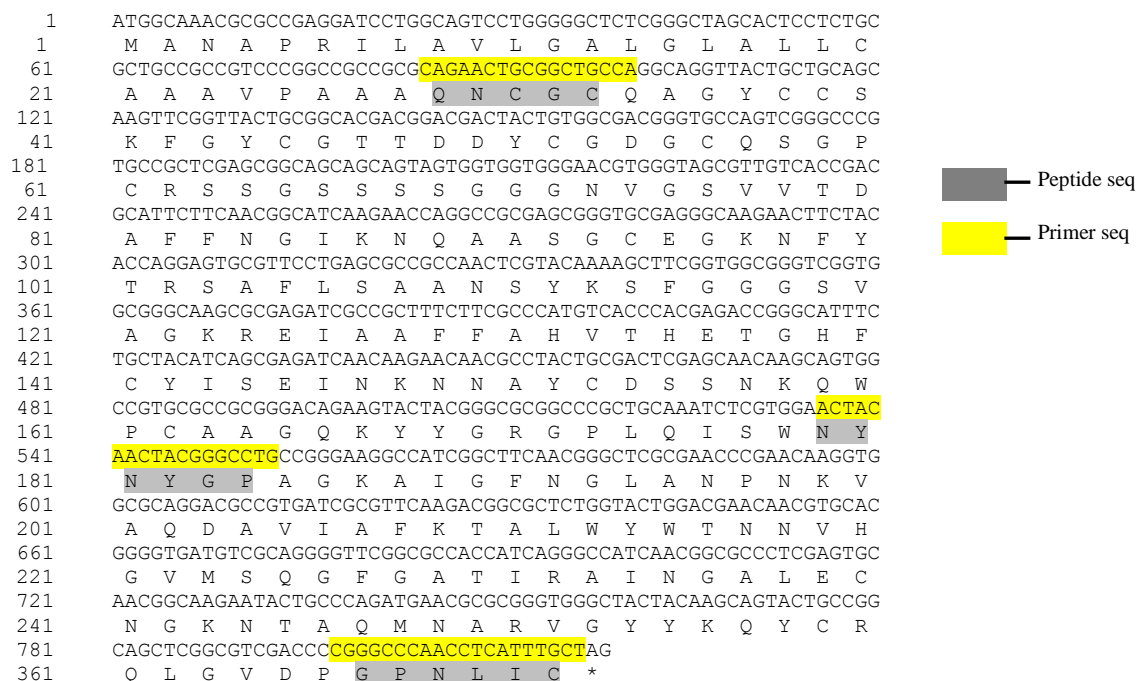 1 ATGGCAAACGCGCCGAGGATCCTGGCAGTCCTGGGGGCTCTCGGGCTAGCACTCCTCTGC
1 M A N A P R I L A V L G A L G L A L L C
61 GCTGCCGCCGTCCCGGCCGCCGCGCAGAACTGCGGCTGCCAGGCAGGTTACTGCTGCAGC
21 A A A V P A A A Q N C G C Q A G Y C C S
121 AAGTTCGGTTACTGCGGCACGACGGACGACTACTGTGGCGACGGGTGCCAGTCGGGCCCG
41 K F G Y C G T T D D Y C G D G C Q S G P
181 TGCCGCTCGAGCGGCAGCAGCAGTAGTGGTGGTGGGAACGTGGGTAGCGTTGTCACCGAC
61 C R S S G S S S S G G G N V G S V V T D
241 GCATTCTTCAACGGCATCAAGAACCAGGCCGCGAGCGGGTGCGAGGGCAAGAACTTCTAC
81 A F F N G I K N Q A A S G C E G K N F Y
301 ACCAGGAGTGCGTTCCTGAGCGCCGCCAACTCGTACAAAAGCTTCGGTGGCGGGTCGGTG
101 T R S A F L S A A N S Y K S F G G G S V
361 GCGGGCAAGCGCGAGATCGCCGCTTTCTTCGCCCATGTCACCCACGAGACCGGGCATTTC
121 A G K R E I A A F F A H V T H E T G H F
421 TGCTACATCAGCGAGATCAACAAGAACAACGCCTACTGCGACTCGAGCAACAAGCAGTGG
141 C Y I S E I N K N N A Y C D S S N K Q W
481 CCGTGCGCCGCGGGACAGAAGTACTACGGGCGCGGCCCGCTGCAAATCTCGTGGAACTAC
161 P C A A G Q K Y Y G R G P L Q I S W N Y
541 AACTACGGGCCTGCCGGGAAGGCCATCGGCTTCAACGGGCTCGCGAACCCGAACAAGGTG
181 N Y G P A G K A I G F N G L A N P N K V
601 GCGCAGGACGCCGTGATCGCGTTCAAGACGGCGCTCTGGTACTGGACGAACAACGTGCAC
201 A Q D A V I A F K T A L W Y W T N N V H
661 GGGGTGATGTCGCAGGGGTTCGGCGCCACCATCAGGGCCATCAACGGCGCCCTCGAGTGC
221 G V M S Q G F G A T I R A I N G A L E C
721 AACGGCAAGAATACTGCCCAGATGAACGCGCGGGTGGGCTACTACAAGCAGTACTGCCGG
241 N G K N T A Q M N A R V G Y Y K Q Y C R
781 CAGCTCGGCGTCGACCCCGGGCCCAACCTCATTTGCTAG
361 Q L G V D P G P N L I C *
Peptide seq
Primer seq